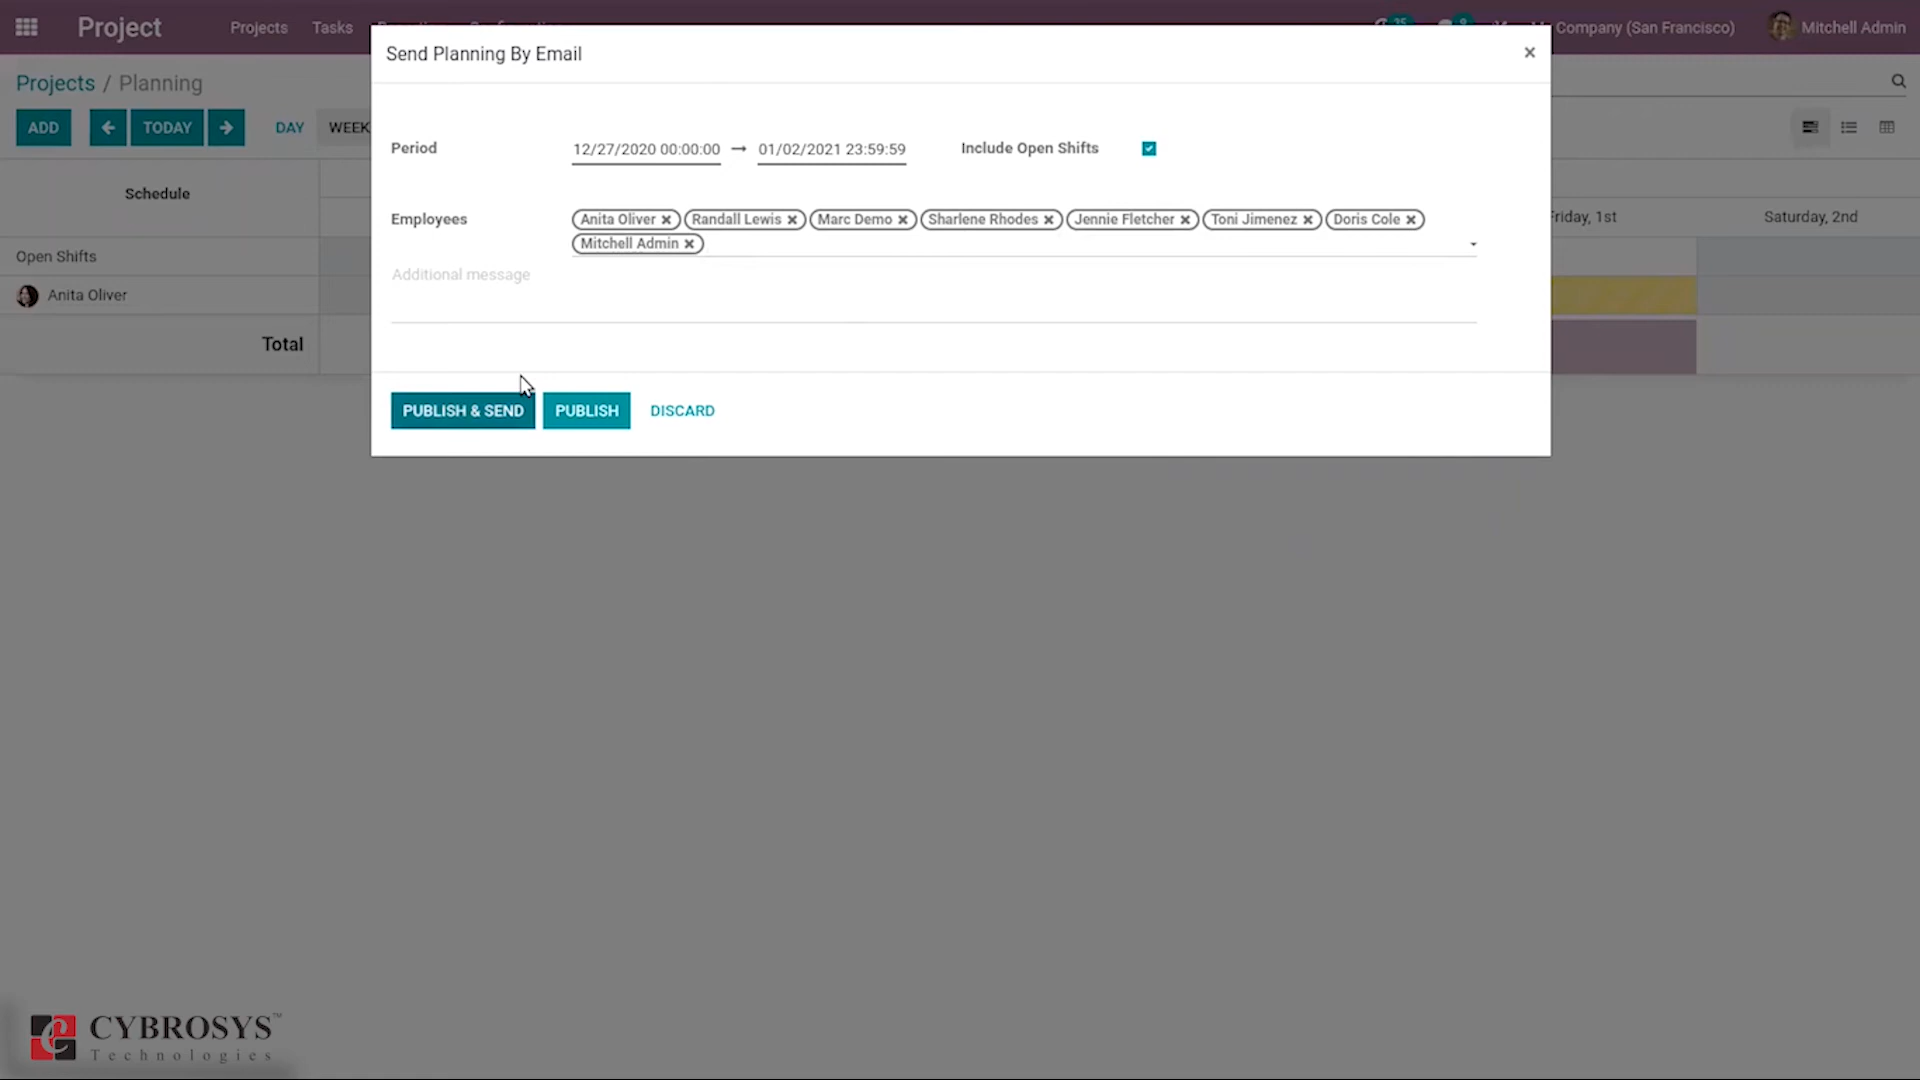 Project
Projects
Tasks
35
9
Company (San Francisco)
Mitchell Admin
Send Planning By Email
×
Projects / Planning
ADD
TODAY
DAY
WEEK
Period
12/27/2020 00:00:00 → 01/02/2021 23:59:59
Include Open Shifts
Schedule
Employees
Anita Oliver × Randall Lewis × Marc Demo × Sharlene Rhodes × Jennie Fletcher × Toni Jimenez × Doris Cole ×
Mitchell Admin ×
Friday, 1st
Saturday, 2nd
Open Shifts
Additional message
Anita Oliver
Total
PUBLISH & SEND
PUBLISH
DISCARD
CYBROSYS™
Technologies